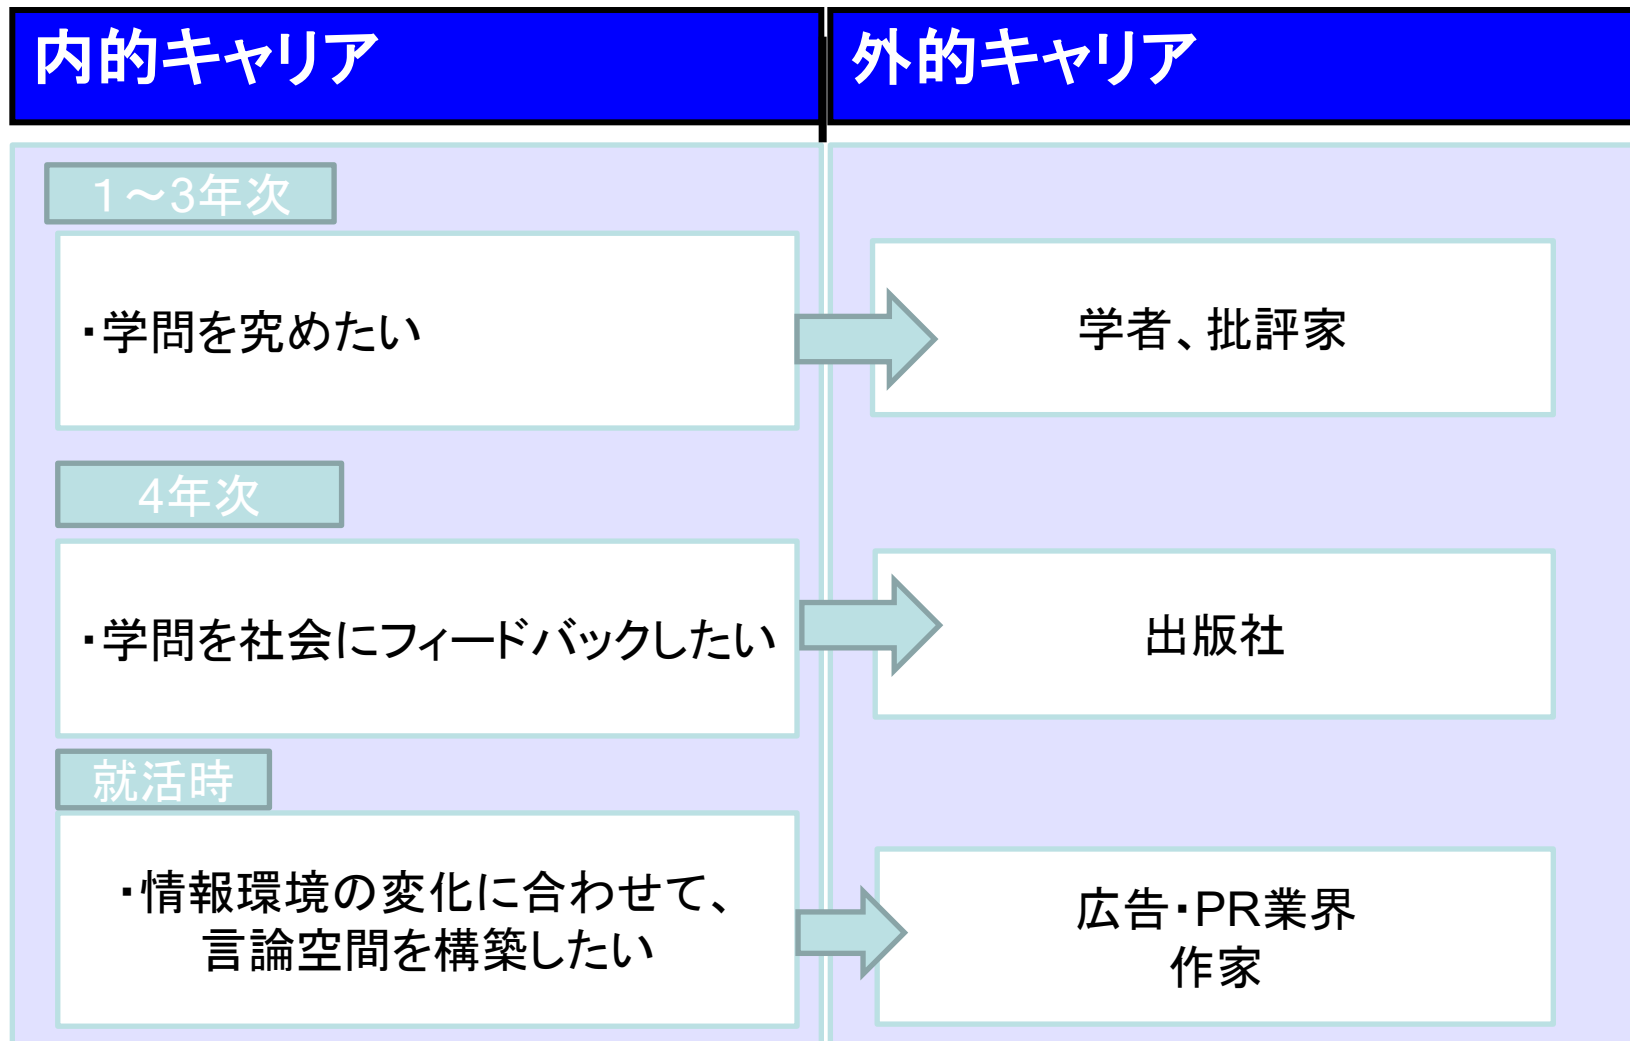 内的キャリア
外的キャリア
１～3年次
・学問を究めたい
学者、批評家
4年次
・学問を社会にフィードバックしたい
出版社
就活時
・情報環境の変化に合わせて、
言論空間を構築したい
広告・PR業界
作家